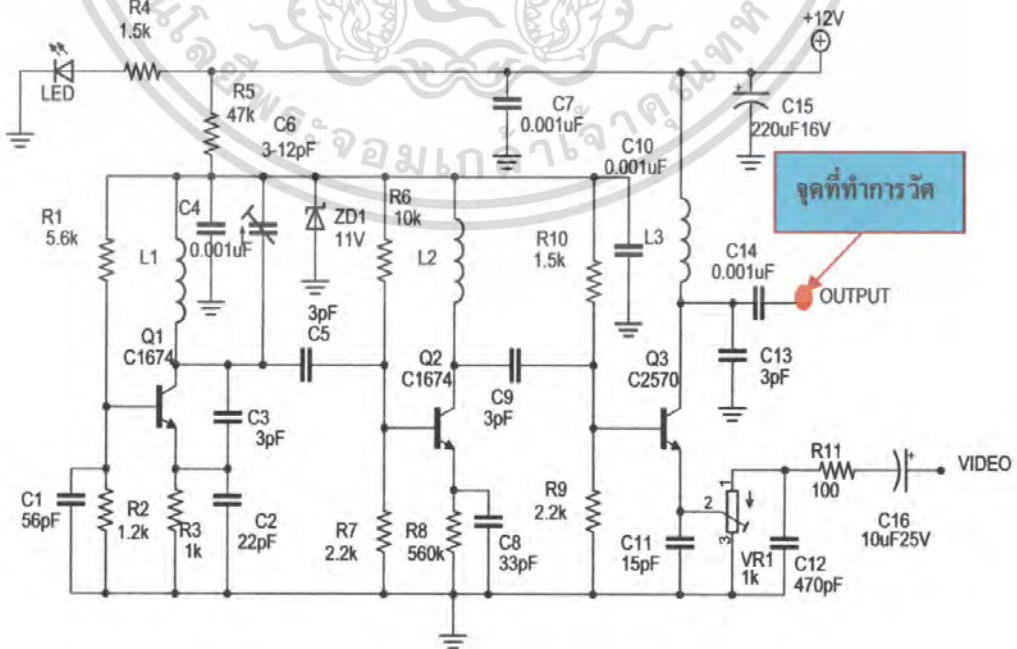 R4
1.5k
+12V
LED
R5
47k
C6
3-12pF
C7
0.001uF
C15
220uF16V
C10
0.001uF
จุดที่ทำการวัด
R1
5.6k
L1
C4
0.001uF
ZD1
11V
R6
10k
L2
R10
1.5k
L3
C14
0.001uF
OUTPUT
3pF
C5
Q1
C1674
Q2
C1674
C9
3pF
Q3
C2570
C13
3pF
C3
3pF
C1
56pF
R2
1.2k
R3
1k
C2
22pF
R7
2.2k
R8
560k
C8
33pF
R9
2.2k
C11
15pF
1
2
3
VR1
1k
C12
470pF
R11
100
C16
10uF25V
VIDEO